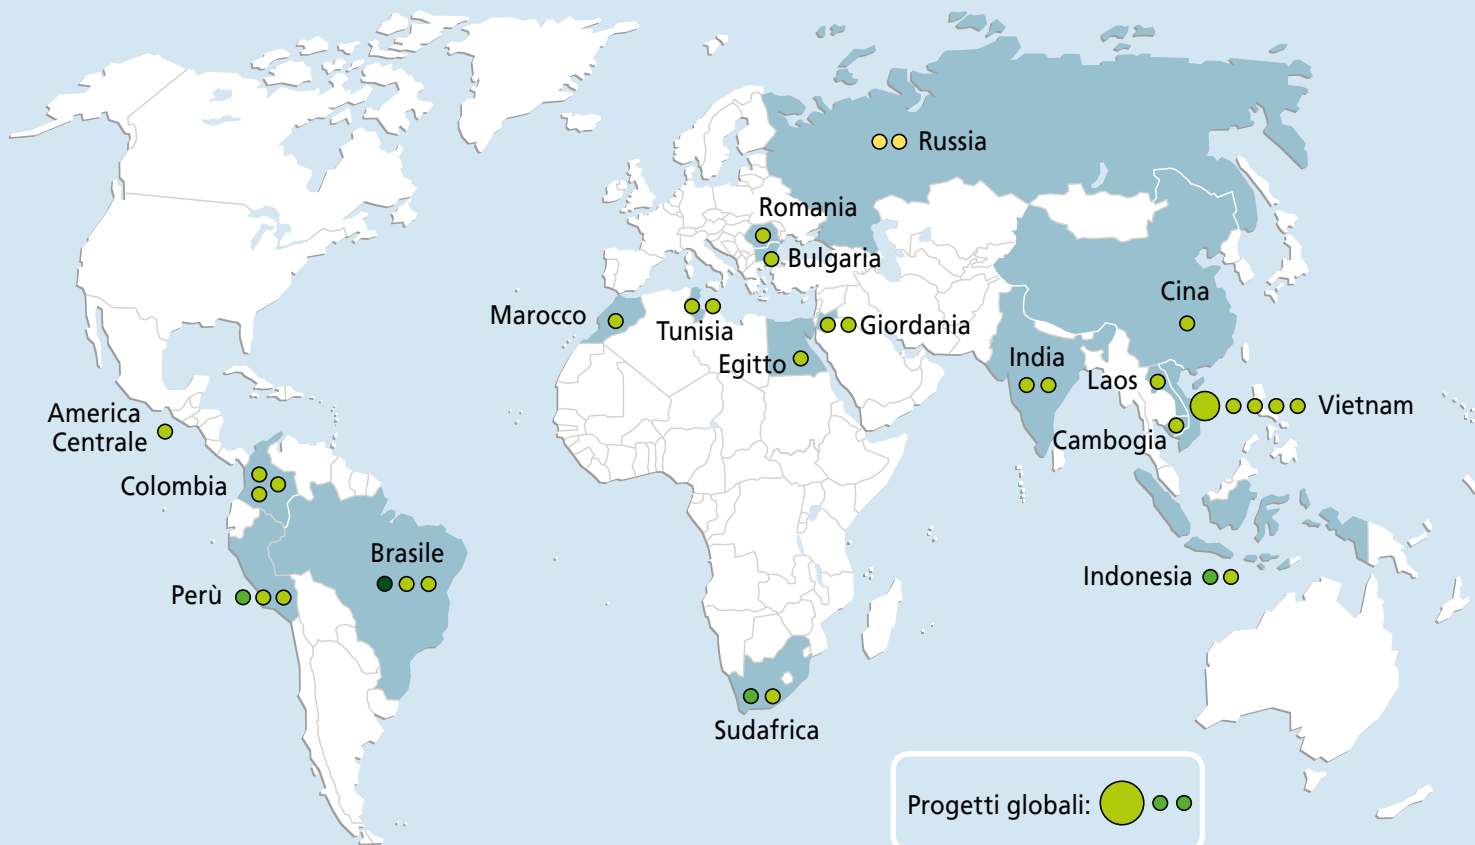 Russia
Romania
Bulgaria
Cina
Marocco
Tunisia
Giordania
Egitto
India
Laos
Vietnam
America
Centrale
Cambogia
Colombia
Brasile
Indonesia
Perù
Sudafrica
Progetti globali: